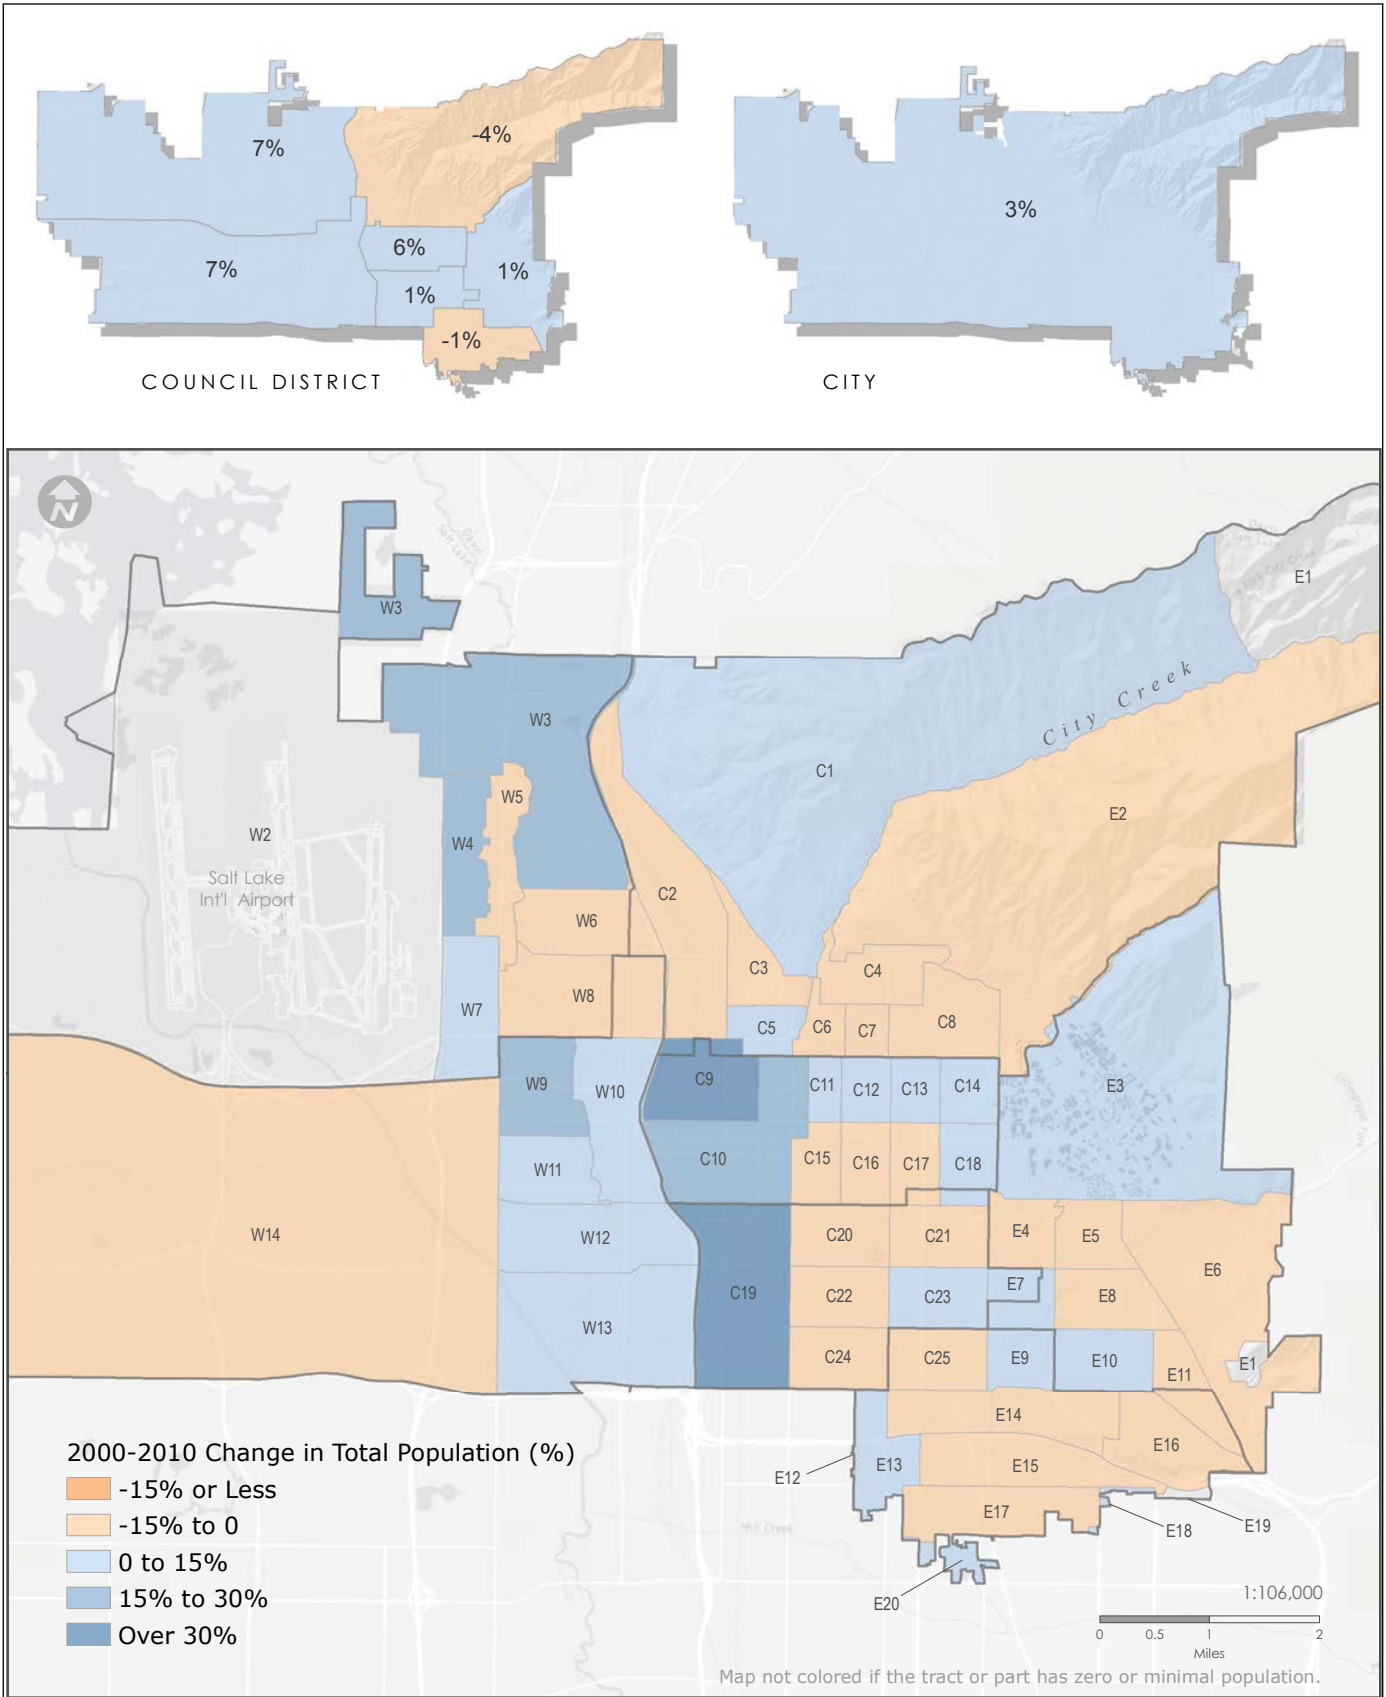 7%
-4%
7%
6%
1%
1%
-1%
COUNCIL DISTRICT
3%
CITY
N
E1
W3
W3
City Creek
C1
W5
E2
W2
W4
Salt Lake
Int'l Airport
C2
W6
C3
C4
W8
W7
C5
C6
C7
C8
W9
W10
C9
C11
C12
C13
C14
E3
W11
C10
C15
C16
C17
C18
W14
W12
C20
C21
E4
E5
E6
C19
C22
C23
E7
E8
W13
C24
C25
E9
E10
E11
E1
E14
E12
E13
E15
E16
E17
E18
E19
E20
Mill Creek
2000-2010 Change in Total Population (%)
-15% or Less
-15% to 0
0 to 15%
15% to 30%
Over 30%
1:106,000
0 0.5 1 2
Miles
Map not colored if the tract or part has zero or minimal population.